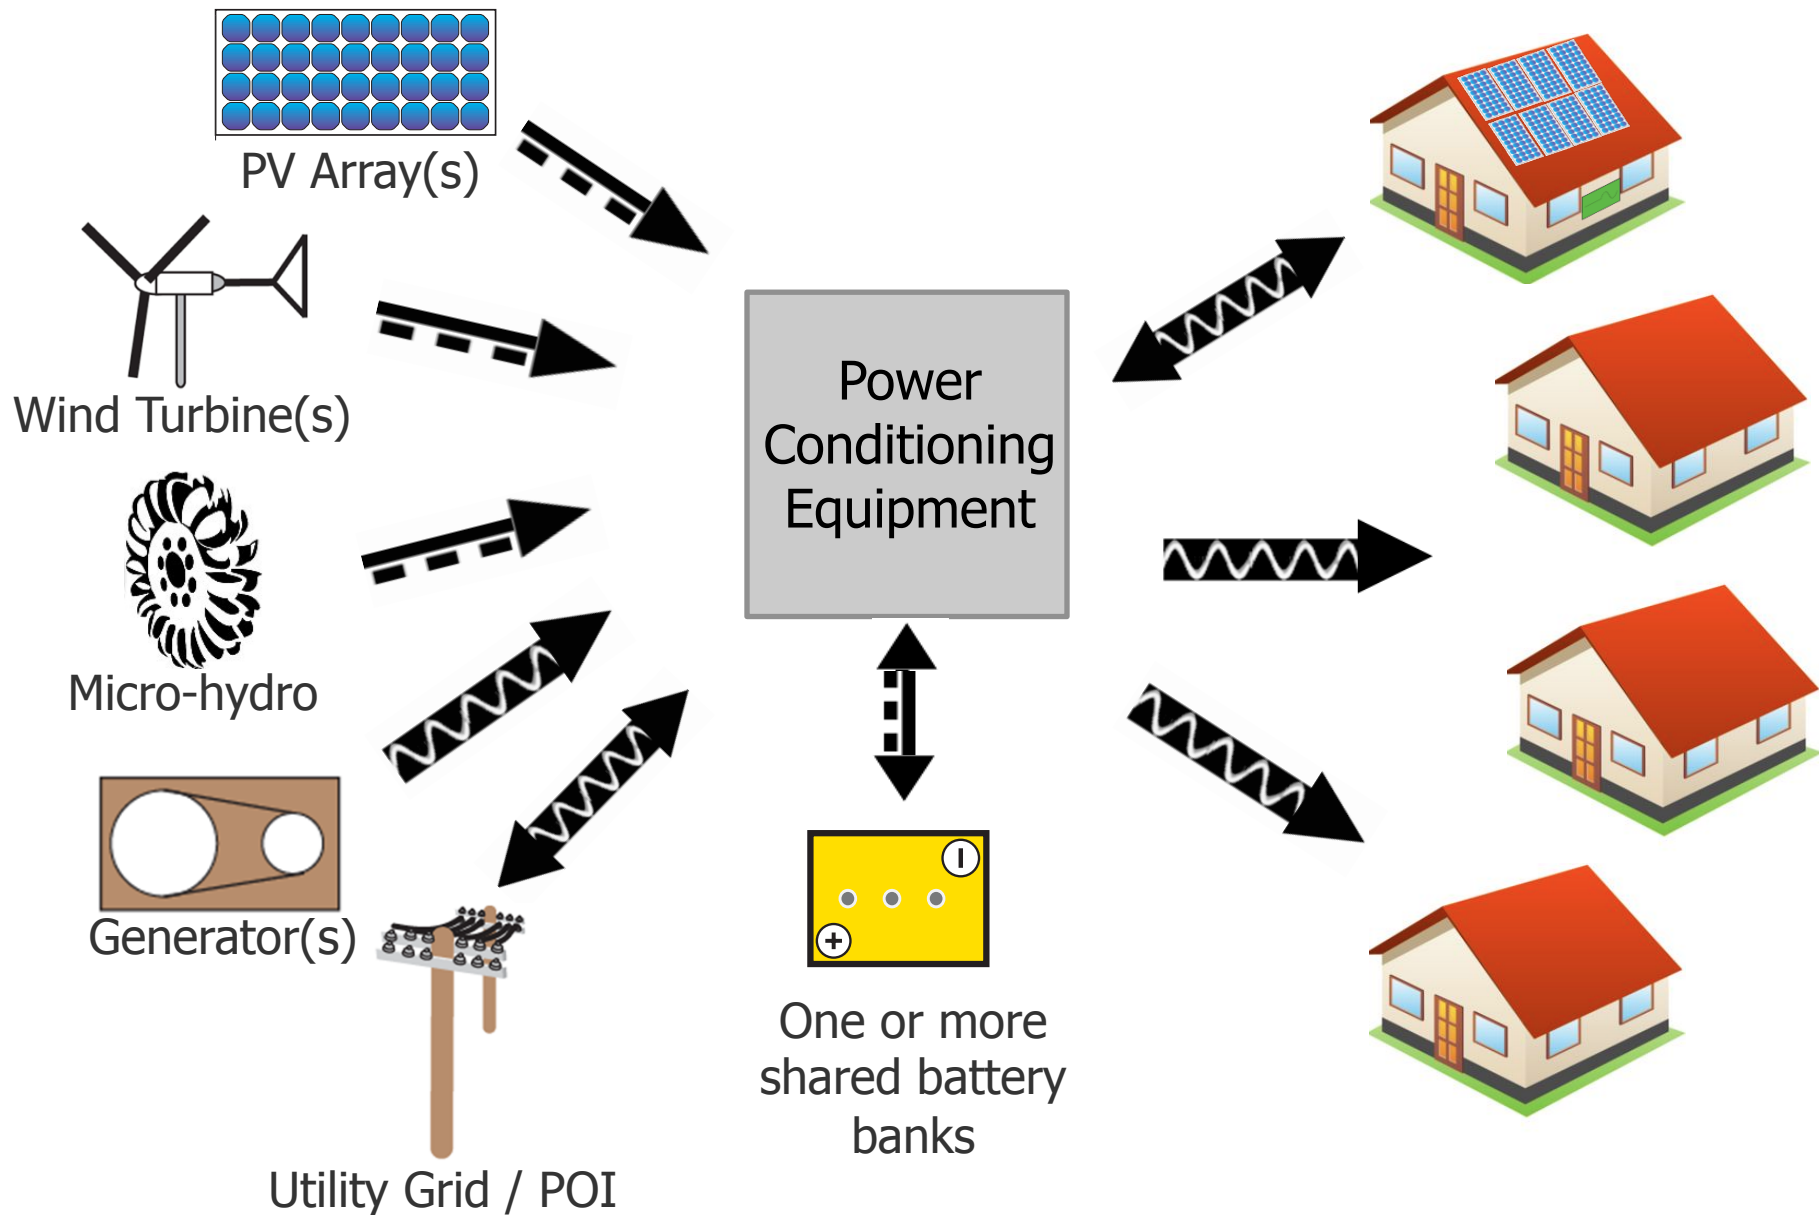 PV Array(s)
Wind Turbine(s)
Micro-hydro
Generator(s)
Utility Grid / POI
Power
Conditioning
Equipment
One or more
shared battery
banks